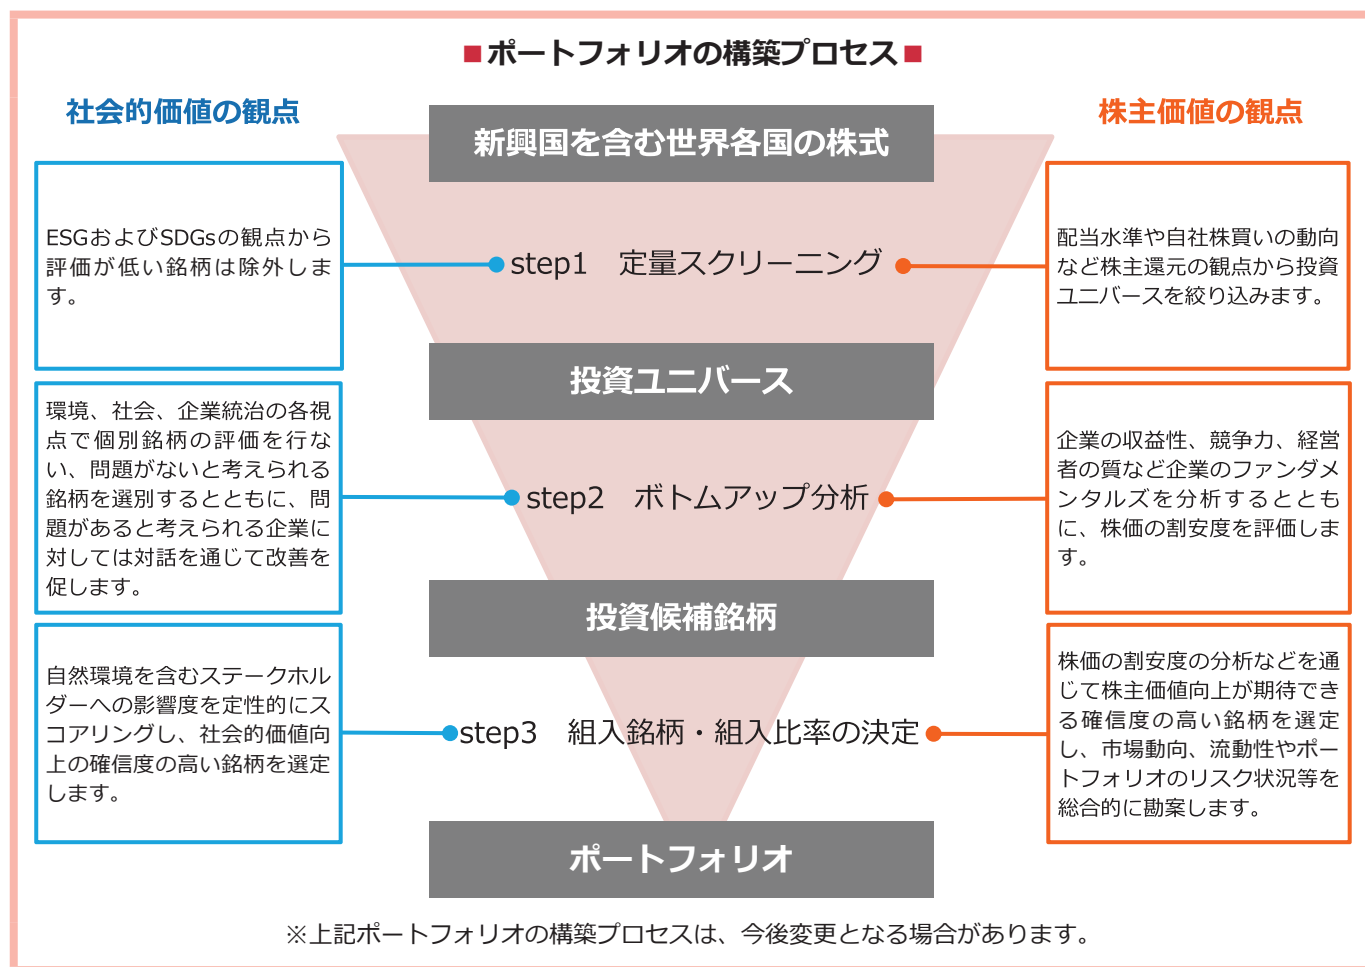 ■ポートフォリオの構築プロセス■
社会的価値の観点
株主価値の観点
新興国を含む世界各国の株式
ESGおよびSDGsの観点から
評価が低い銘柄は除外しま
す。
step1 定量スクリーニング
配当水準や自社株買いの動向
など株主還元の観点から投資
ユニバースを絞り込みます。
投資ユニバース
環境、社会、企業統治の各視
点で個別銘柄の評価を行な
い、問題がないと考えられる
銘柄を選別するとともに、問
題があると考えられる企業に
対しては対話を通じて改善を
促します。
step2 ボトムアップ分析
企業の収益性、競争力、経営
者の質など企業のファンダメ
ンタルズを分析するととも
に、株価の割安度を評価しま
す。
投資候補銘柄
自然環境を含むステークホル
ダーへの影響度を定性的にス
コアリングし、社会的価値向
上の確信度の高い銘柄を選定
します。
step3 組入銘柄・組入比率の決定
株価の割安度の分析などを通
じて株主価値向上が期待でき
る確信度の高い銘柄を選定
し、市場動向、流動性やポー
トフォリオのリスク状況等を
総合的に勘案します。
ポートフォリオ
※上記ポートフォリオの構築プロセスは、今後変更となる場合があります。